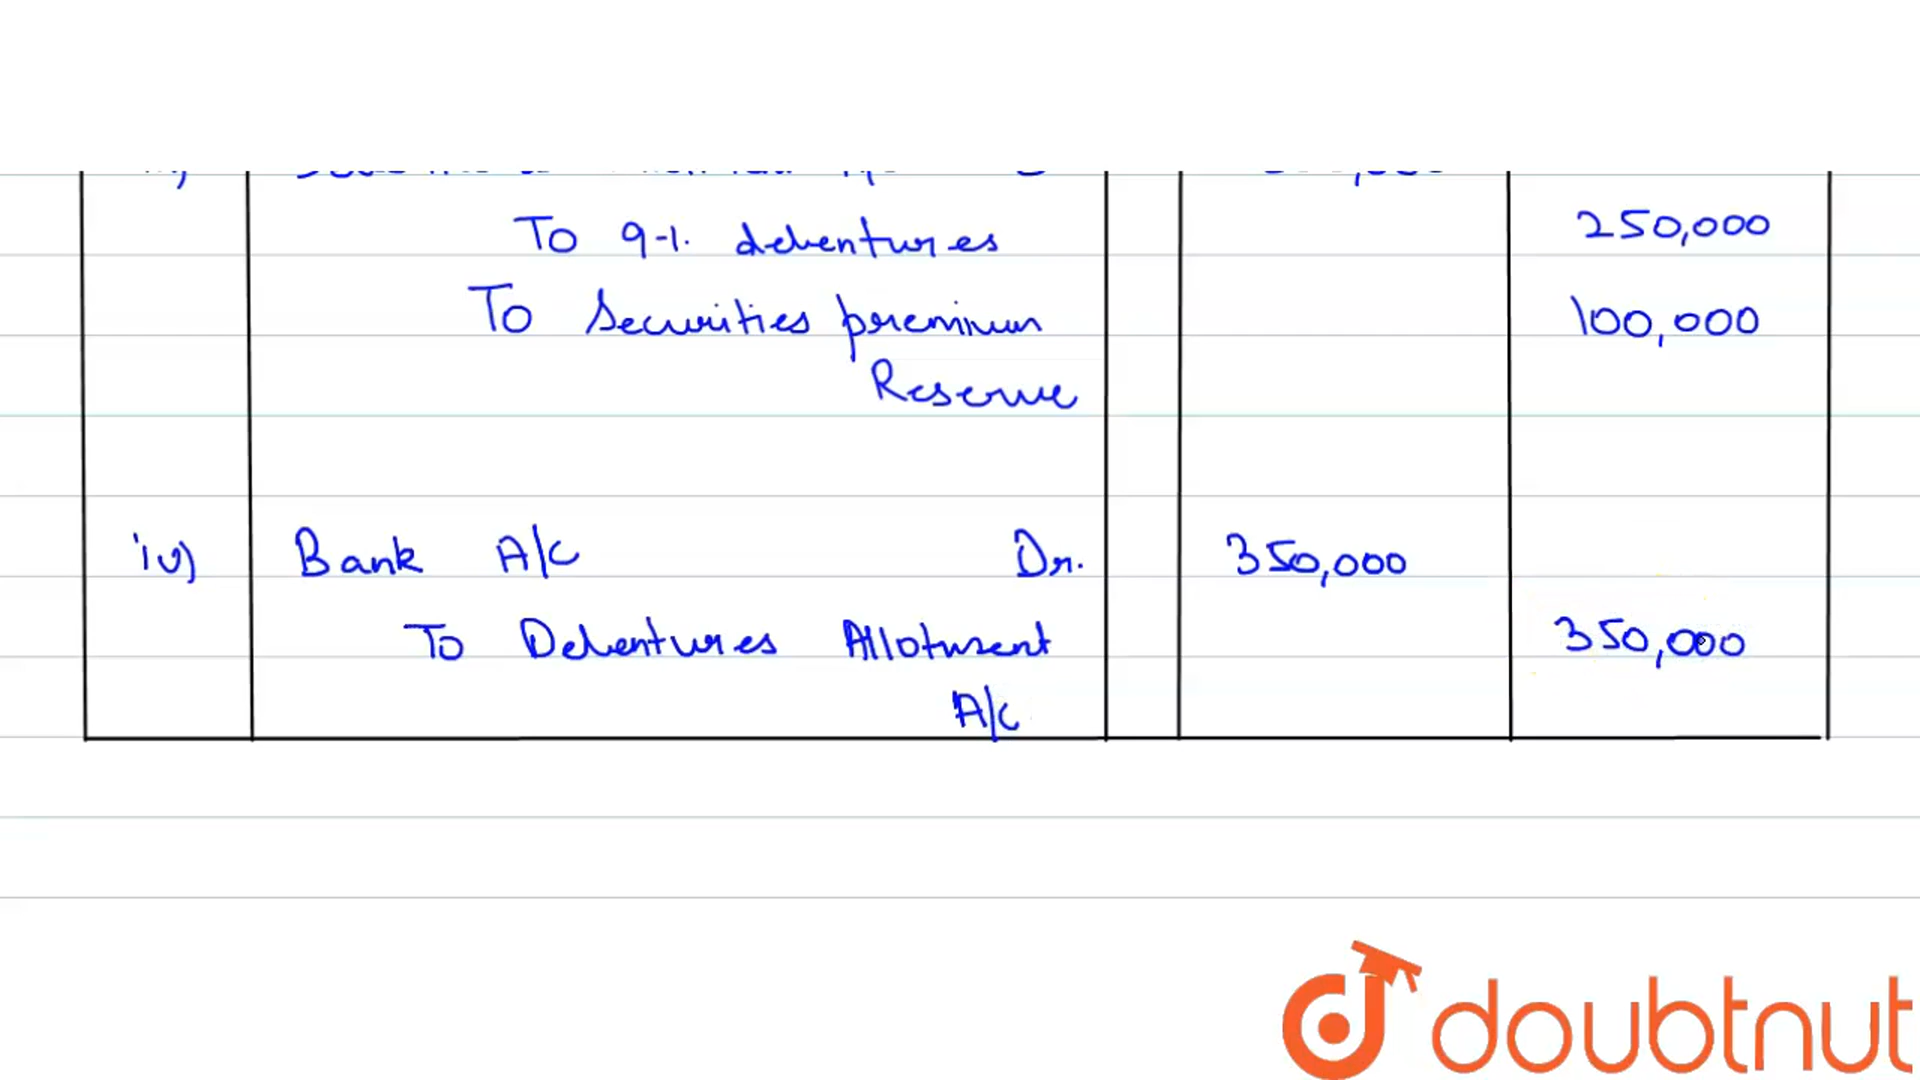 To 9-1. debentures 250,000
To Securities premium 100,000
Reserve
iv) Bank A/c Dr. 350,000
To Debentures Allotment 350,000
A/c
doubtnut